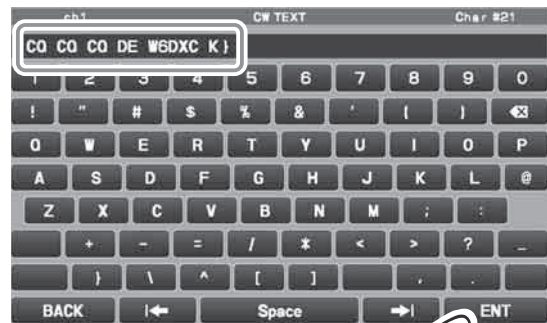 ch1 CW TEXT Char #21
CQ CQ CQ DE W6DXC K}
1 2 3 4 5 6 7 8 9 0
! " # $ % & ' ( ) ⌫
Q W E R T Y U I O P
A S D F G H J K L @
Z X C V B N M ; :
+ - = / * < > ? _
} \ ^ [ ] , .
BACK |← Space →| ENT